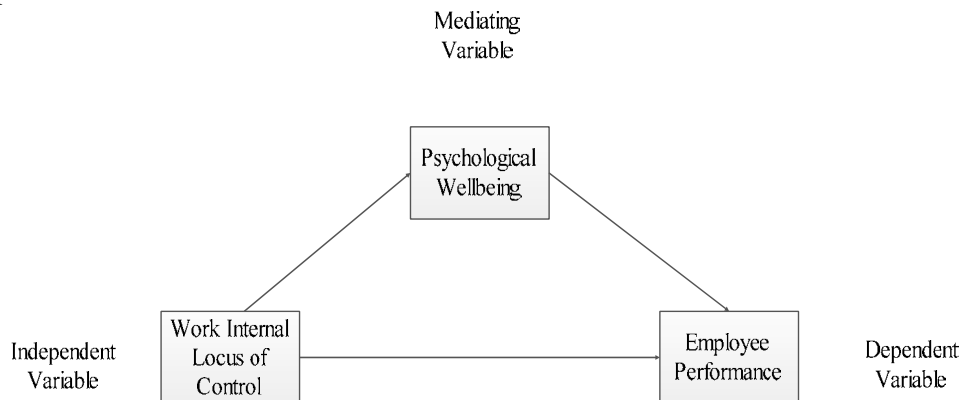 Mediating
Variable
Psychological
Wellbeing
Work Internal
Locus of
Control
Independent
Variable
Employee
Performance
Dependent
Variable